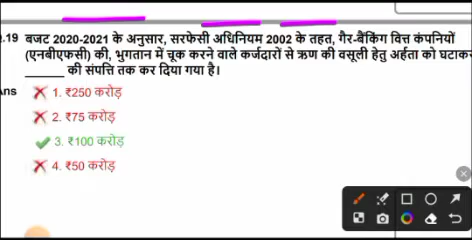 .19 बजट 2020-2021 के अनुसार, सरफेसी अधिनियम 2002 के तहत, गैर-बैंकिंग वित्त कंपनियों
(एनबीएफसी) की, भुगतान में चूक करने वाले कर्जदारों से ऋण की वसूली हेतु अर्हता को घटाक
______ की संपत्ति तक कर दिया गया है।
Ans
1. ₹250 करोड़
2. ₹75 करोड़
3. ₹100 करोड़
4. ₹50 करोड़